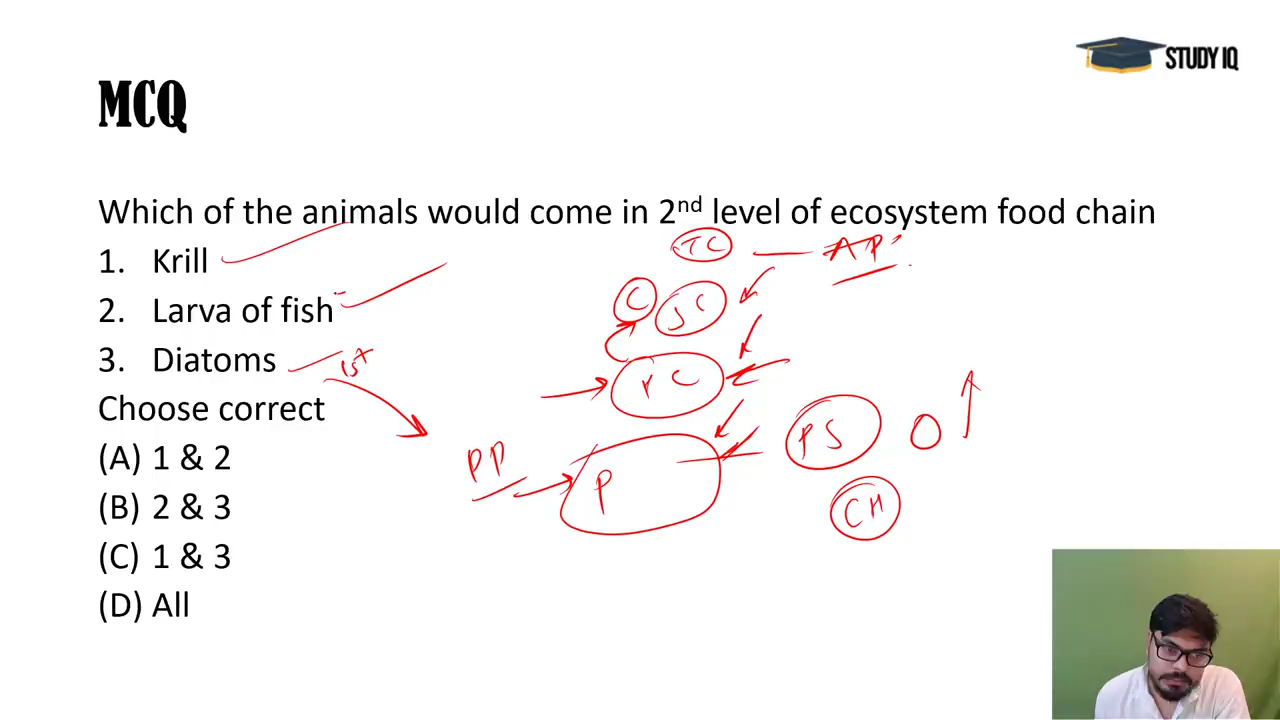 STUDY IQ
MCQ
Which of the animals would come in 2nd level of ecosystem food chain
1. Krill
2. Larva of fish
3. Diatoms
Choose correct
(A) 1 & 2
(B) 2 & 3
(C) 1 & 3
(D) All
TC
AP
C
SC
1st
PC
PP
P
PS
O
CH